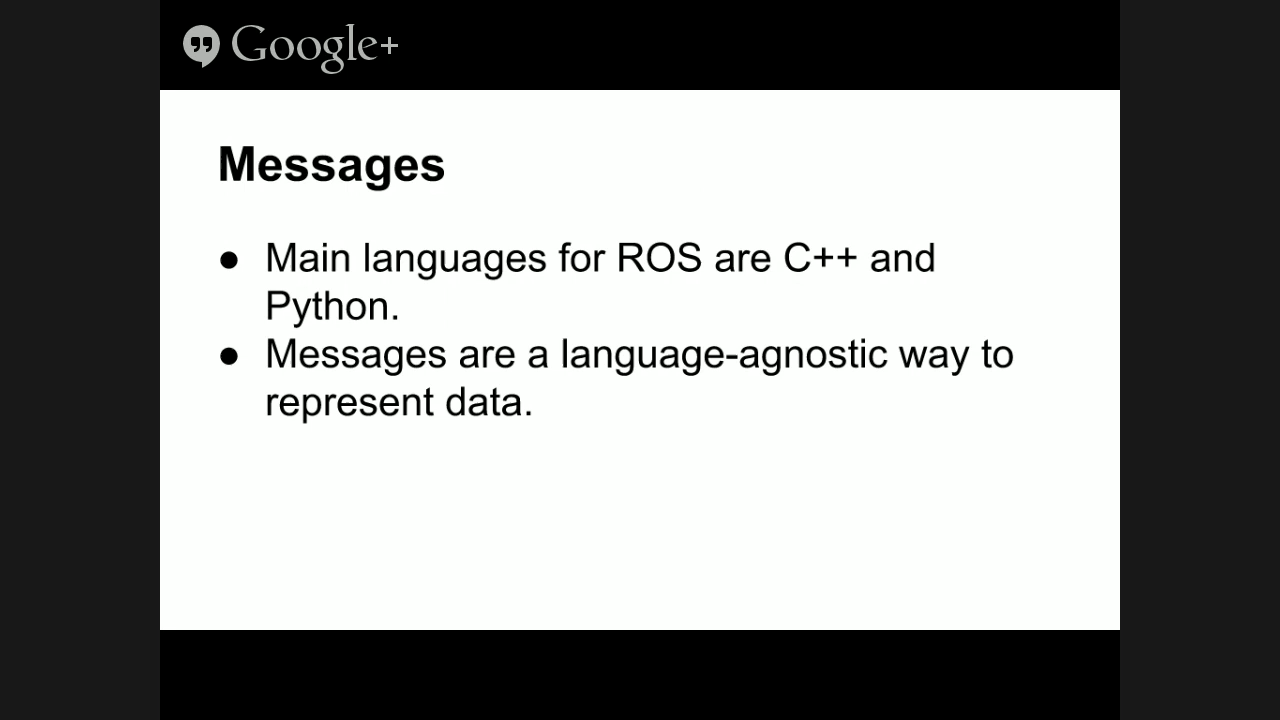 Google+
Messages
● Main languages for ROS are C++ and
Python.
● Messages are a language-agnostic way to
represent data.